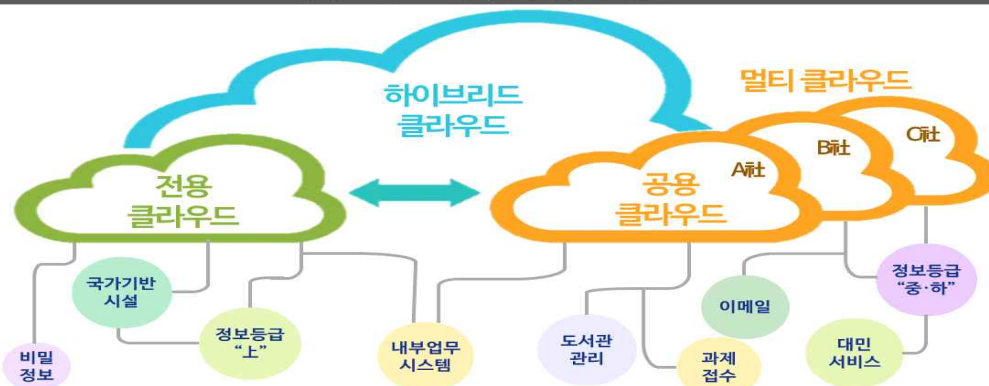 하이브리드
클라우드
멀티 클라우드
전용
클라우드
공용
클라우드
A社
B社
C社
국가기반
시설
정보등급
“上”
비밀
정보
내부업무
시스템
도서관
관리
이메일
과제
접수
정보등급
“중·하”
대민
서비스